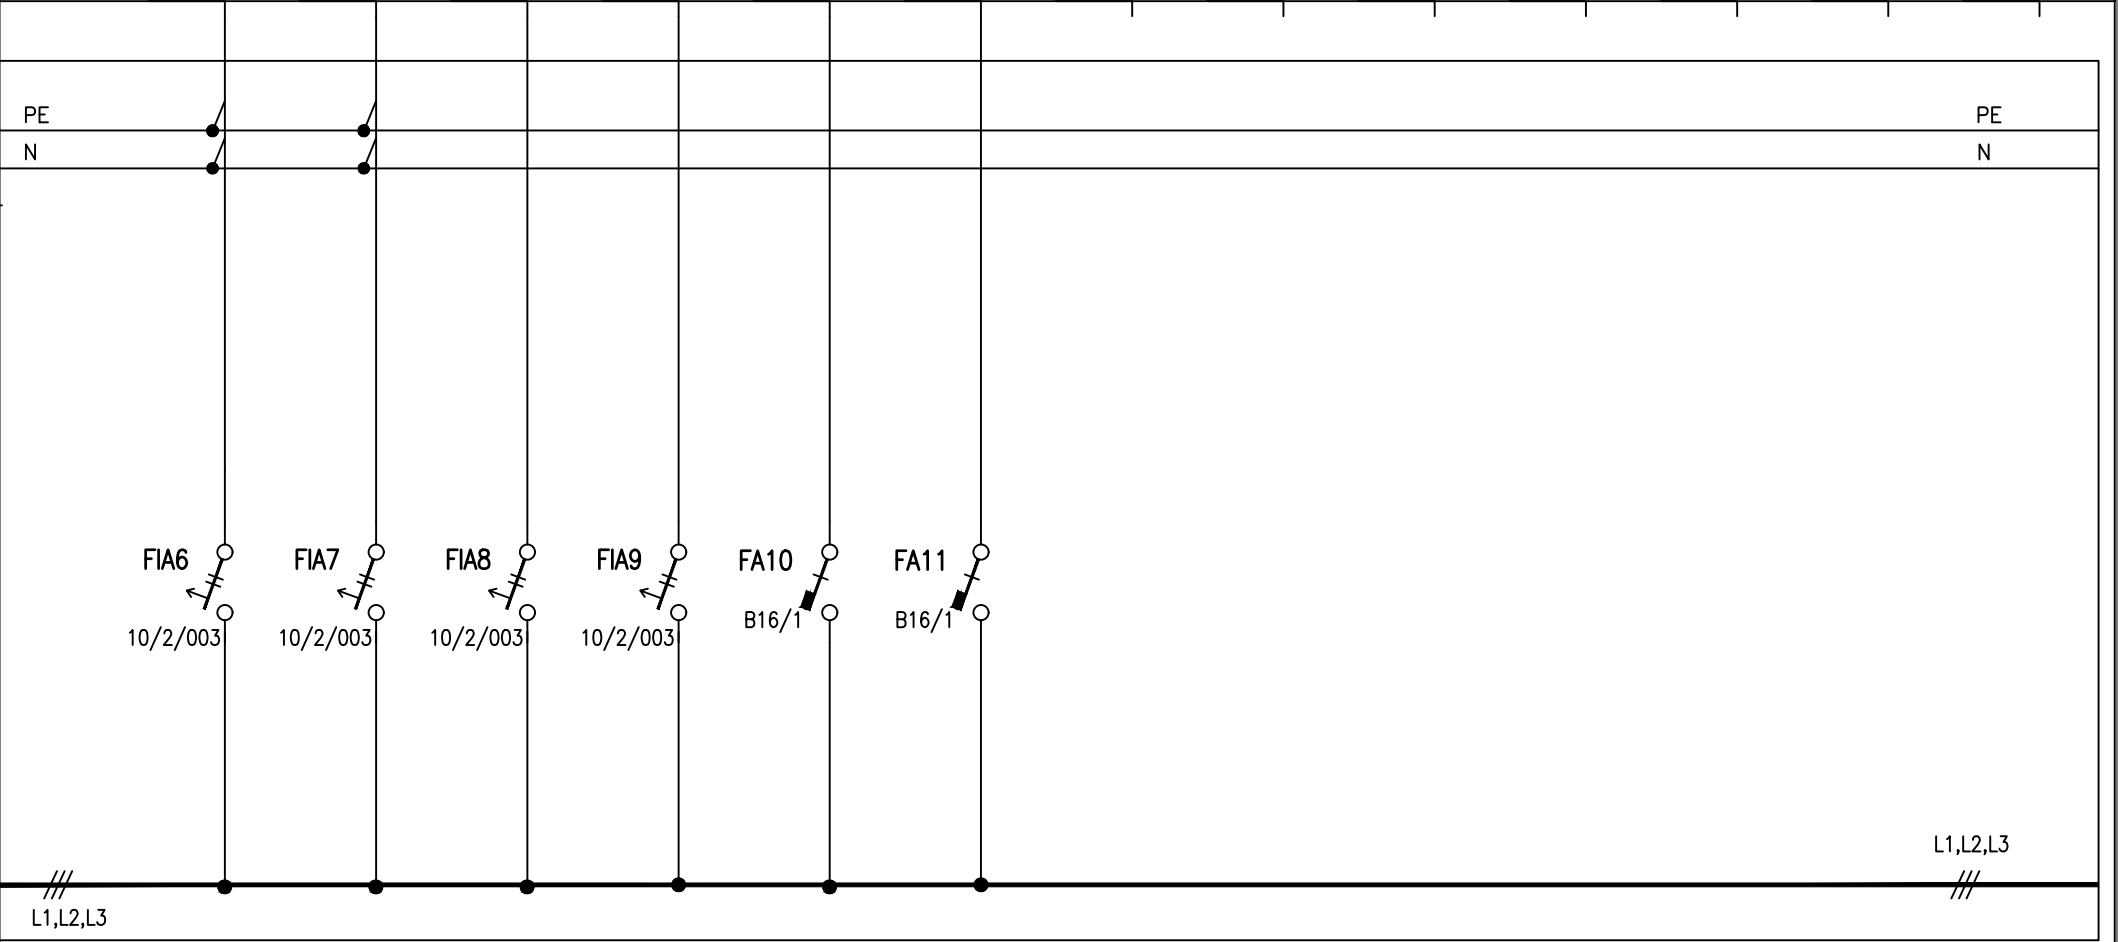 PE
PE
N
N
FIA6
FIA7
FIA8
FIA9
FA10
FA11
10/2/003
10/2/003
10/2/003
10/2/003
B16/1
B16/1
L1,L2,L3
L1,L2,L3